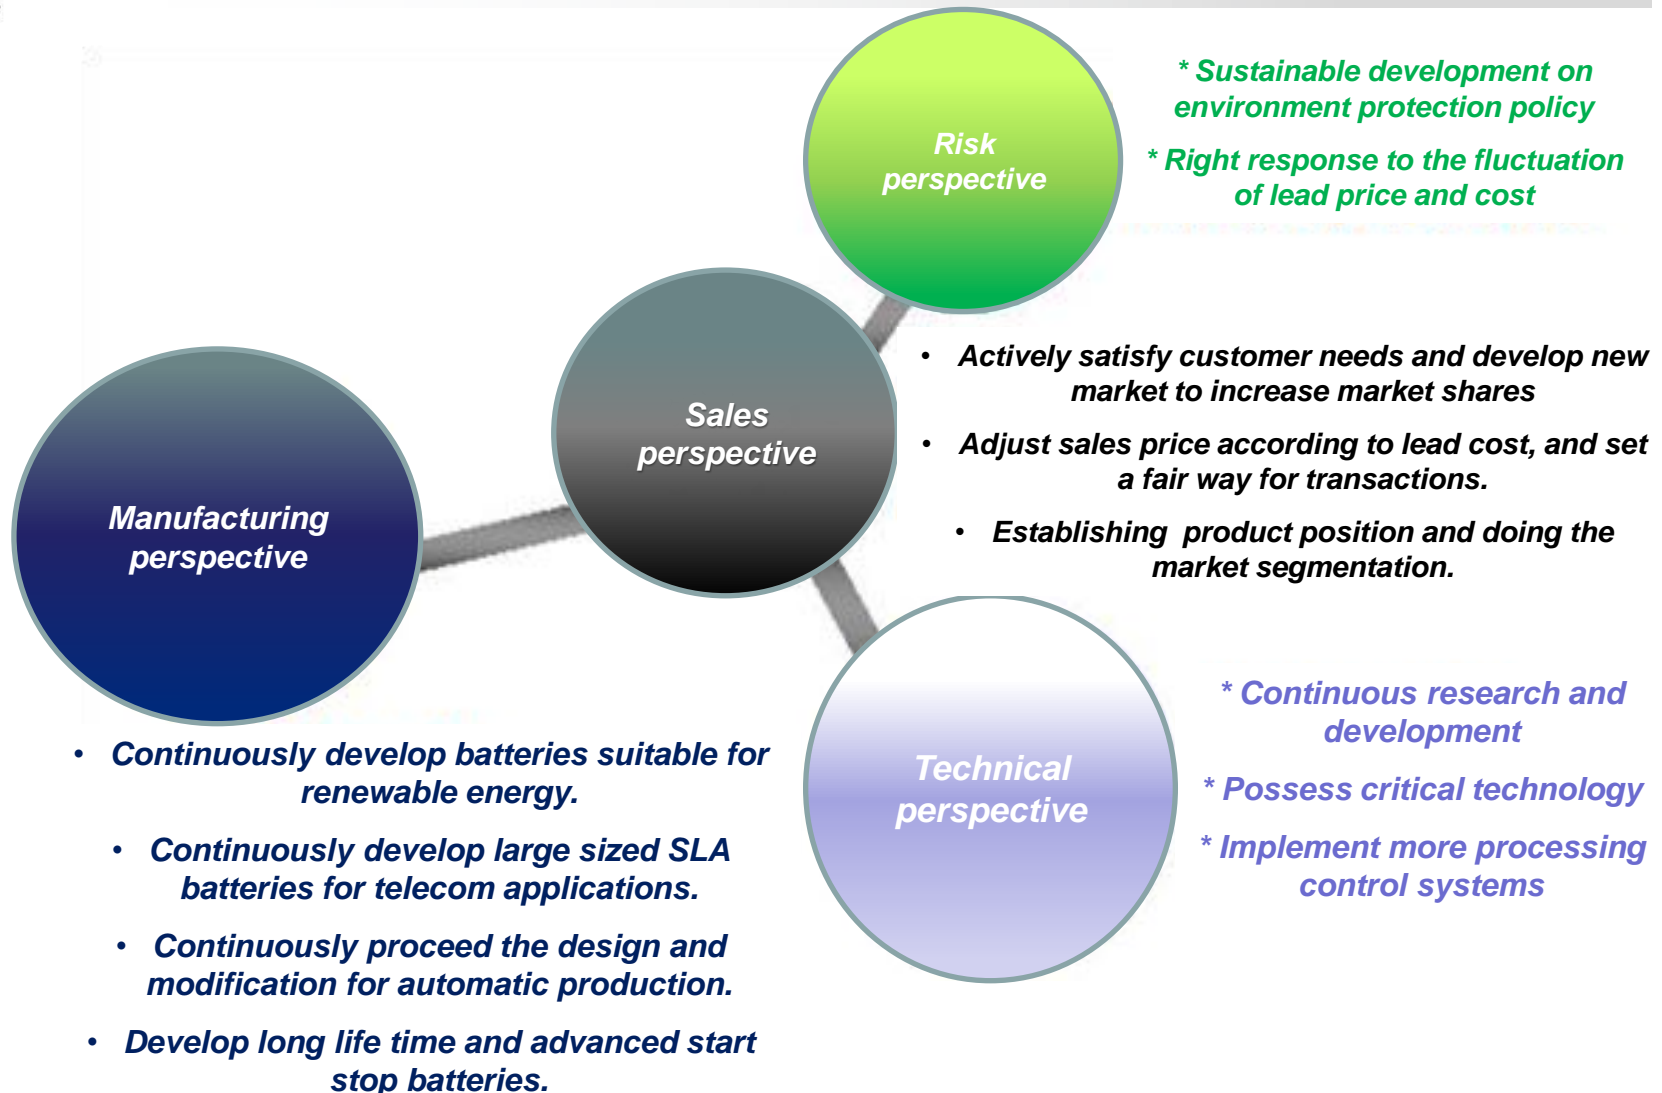 Risk
perspective
* Sustainable development on
environment protection policy
* Right response to the fluctuation
of lead price and cost
Sales
perspective
• Actively satisfy customer needs and develop new
market to increase market shares
• Adjust sales price according to lead cost, and set
a fair way for transactions.
• Establishing  product position and doing the
market segmentation.
Manufacturing
perspective
• Continuously develop batteries suitable for
renewable energy.
• Continuously develop large sized SLA
batteries for telecom applications.
• Continuously proceed the design and
modification for automatic production.
• Develop long life time and advanced start
stop batteries.
Technical
perspective
* Continuous research and
development
* Possess critical technology
* Implement more processing
control systems